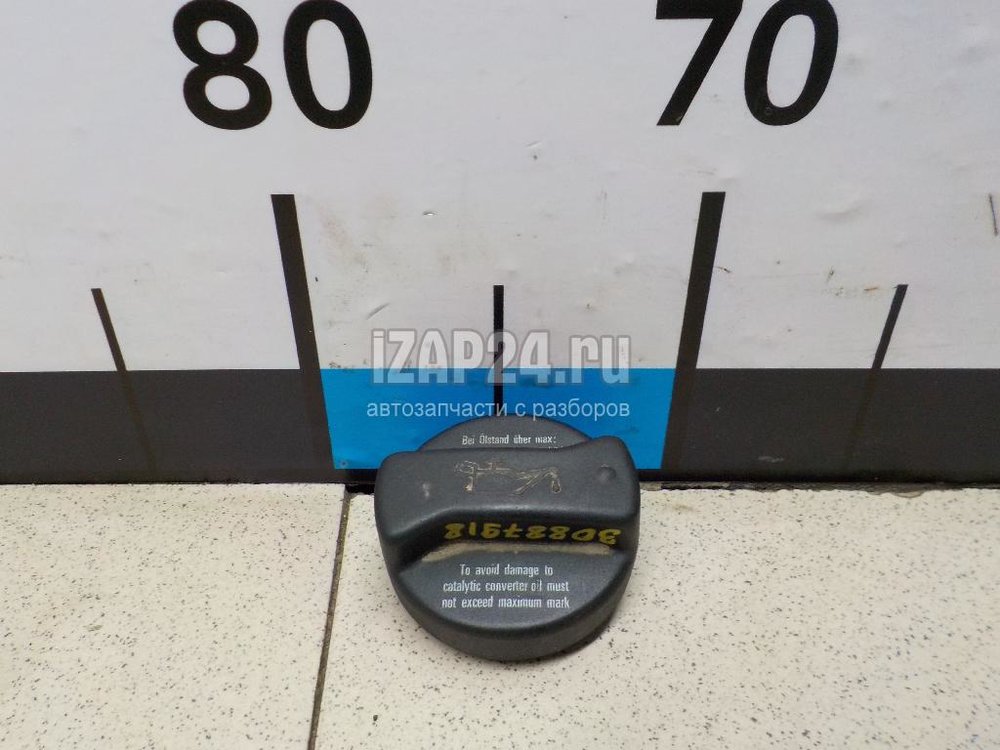 80 70
iZAP24.ru
автозапчасти с разборов
Bei Ölstand über max:
30887918
To avoid damage to
catalytic converter oil must
not exceed maximum mark